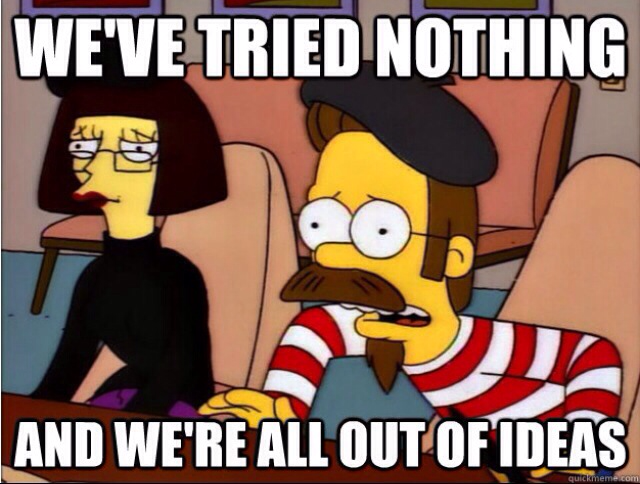 WE'VE TRIED NOTHING
AND WE'RE ALL OUT OF IDEAS
quickmeme.com